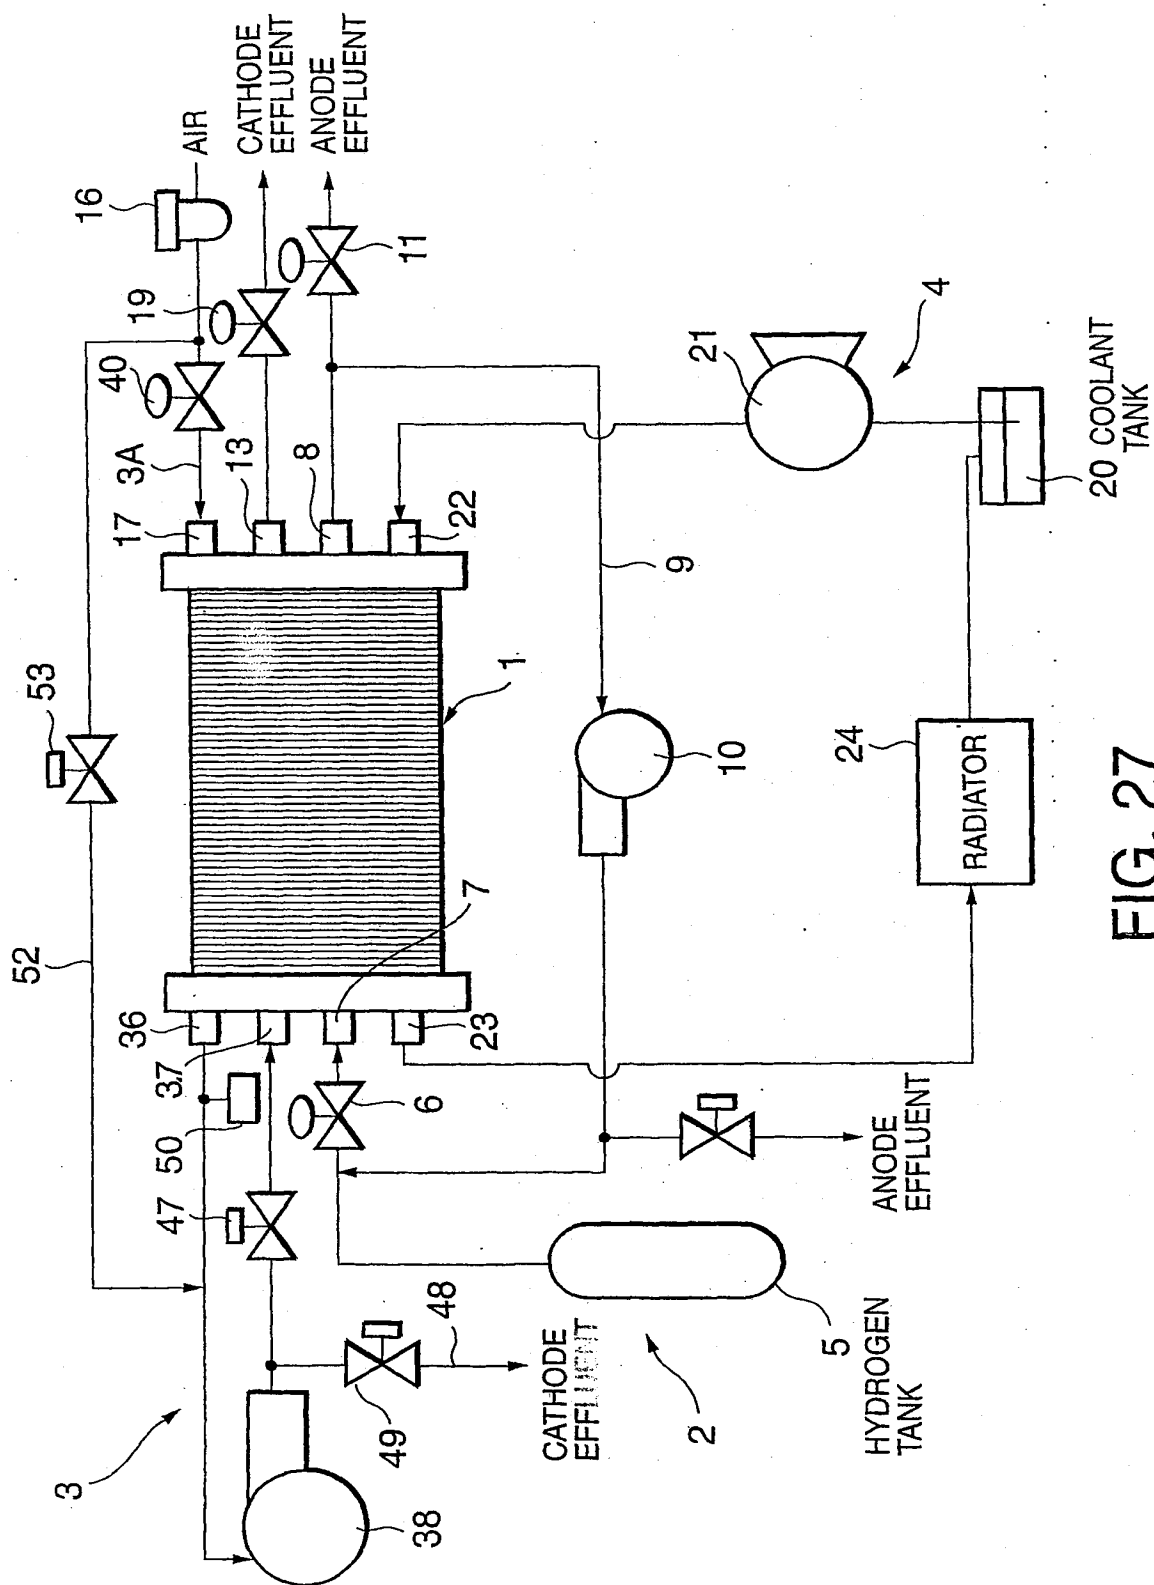 52
53
3
16
36
17
3A
40
47
50
37
19
AIR
13
CATHODE
EFFLUENT
8
ANODE
EFFLUENT
49
38
6
11
48
23
7
22
1
CATHODE
EFFLUENT
9
2
10
21
5
HYDROGEN
TANK
24
ANODE
EFFLUENT
4
RADIATOR
20 COOLANT
TANK
FIG. 27